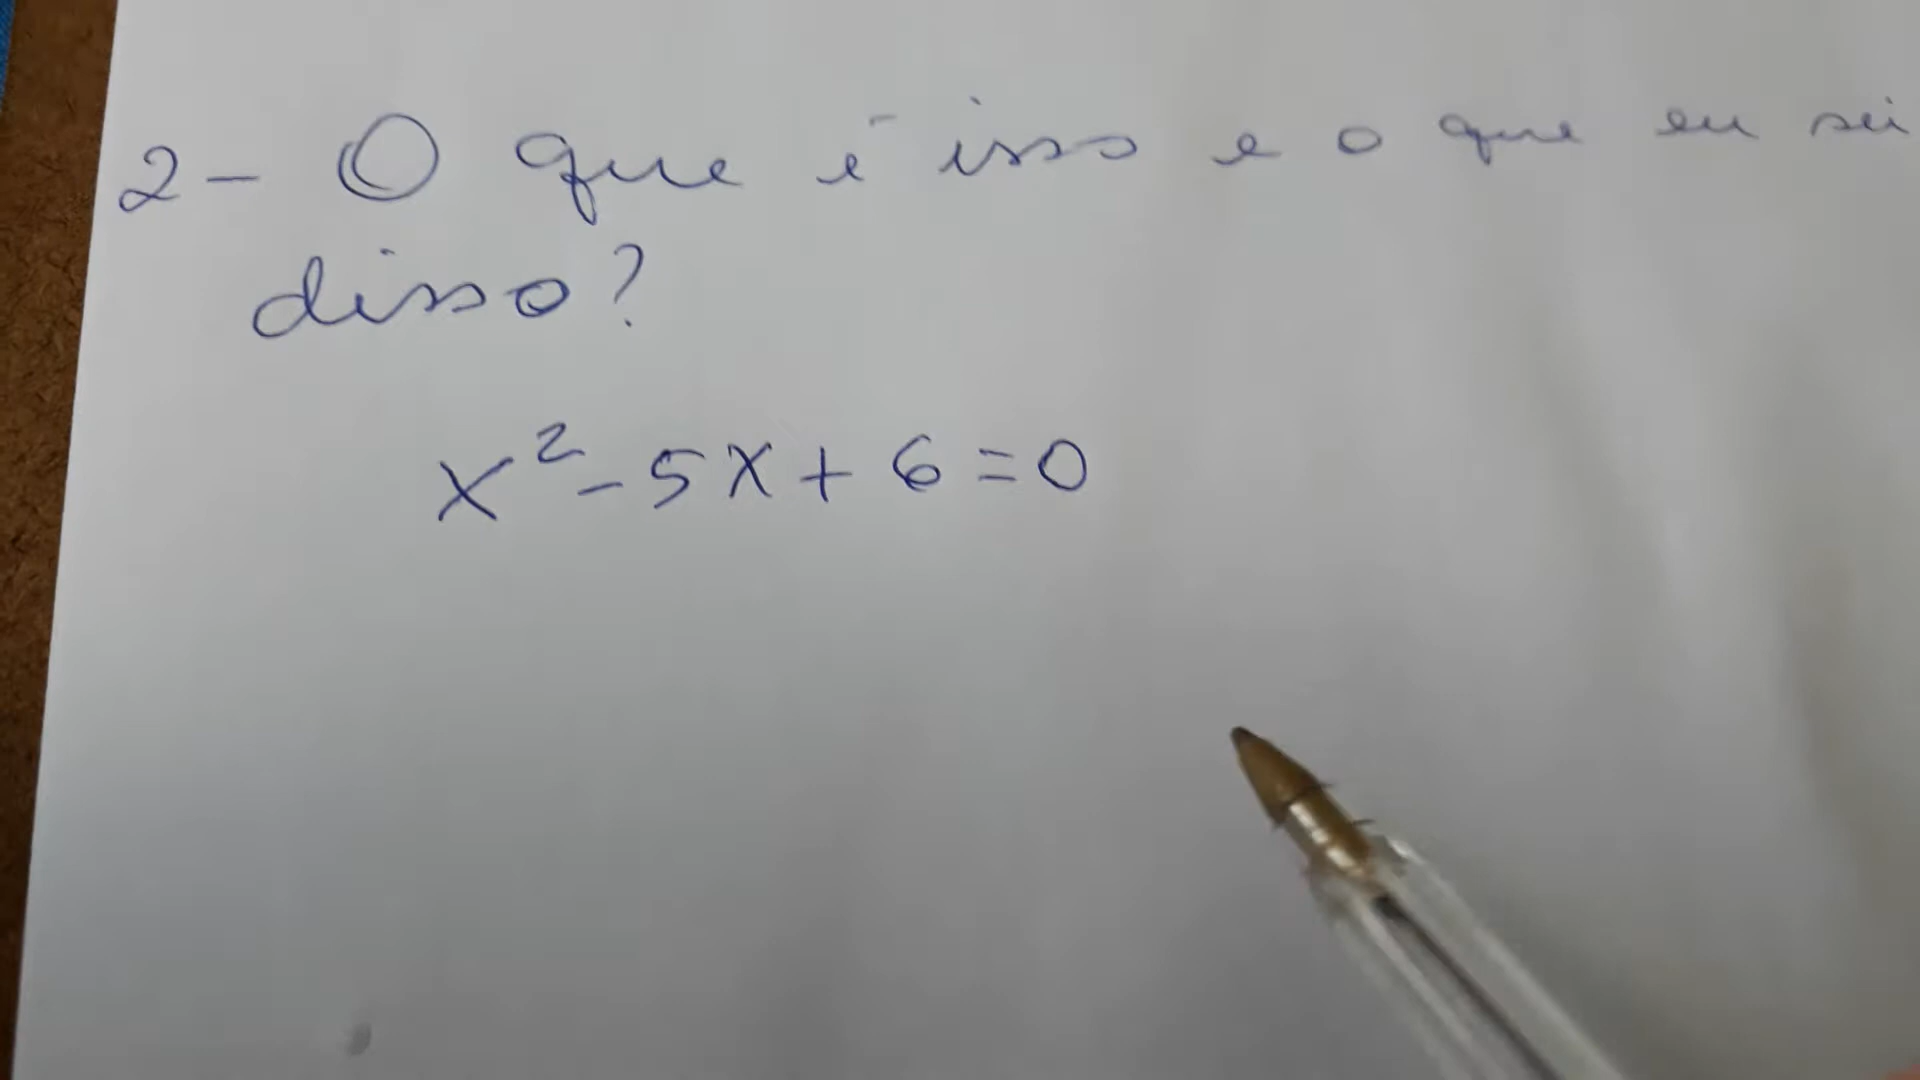 2- O que é isso e o que eu sei
disso?
x² - 5x + 6 = 0